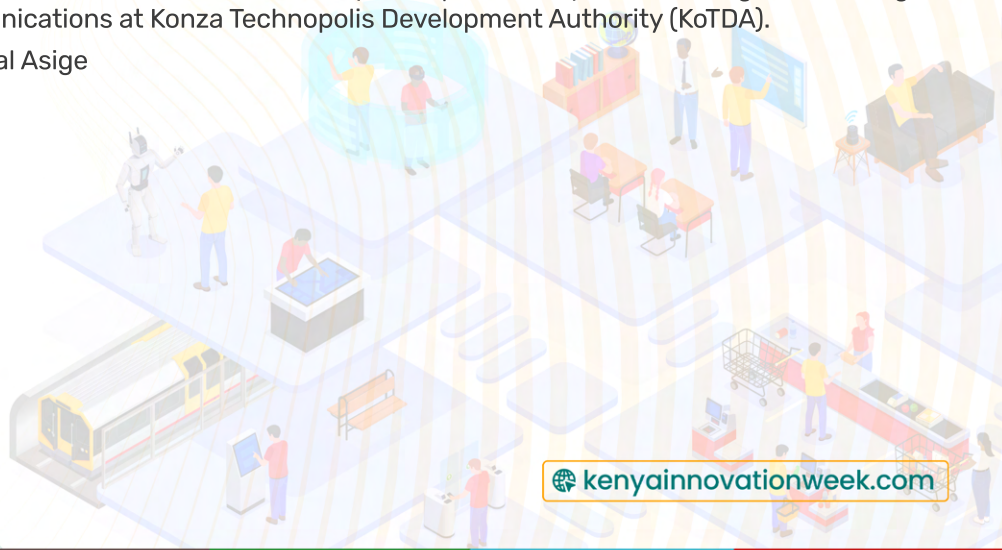 nications at Konza Technopolis Development Authority (KoTDA).
al Asige
kenyainnovationweek.com